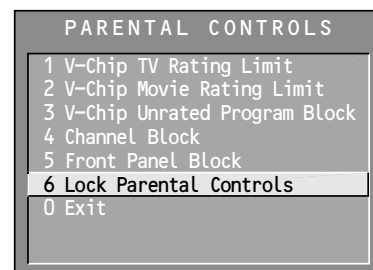 PARENTAL CONTROLS
1 V-Chip TV Rating Limit
2 V-Chip Movie Rating Limit
3 V-Chip Unrated Program Block
4 Channel Block
5 Front Panel Block
6 Lock Parental Controls
0 Exit